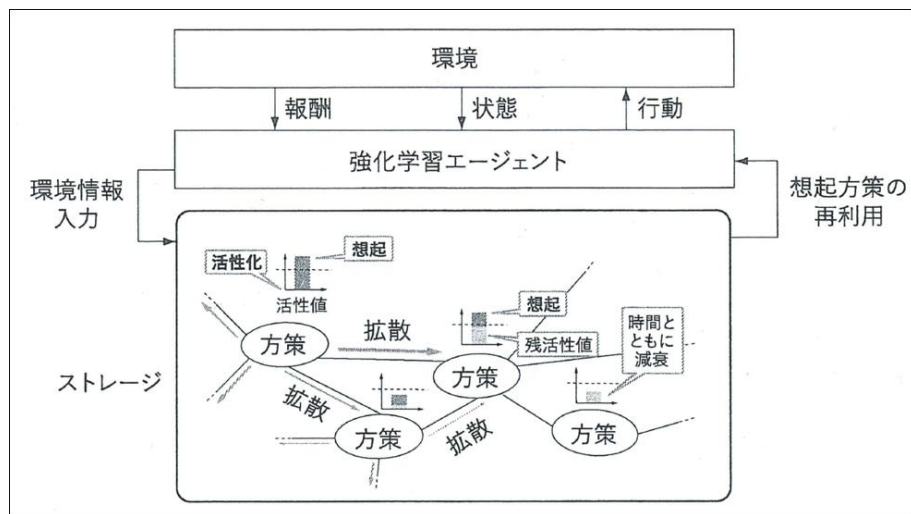 環境
報酬
状態
行動
強化学習エージェント
環境情報
入力
想起方策の
再利用
活性化
想起
活性値
想起
残活性値
時間と
ともに
減衰
方策
拡散
方策
ストレージ
拡散
方策
拡散
方策